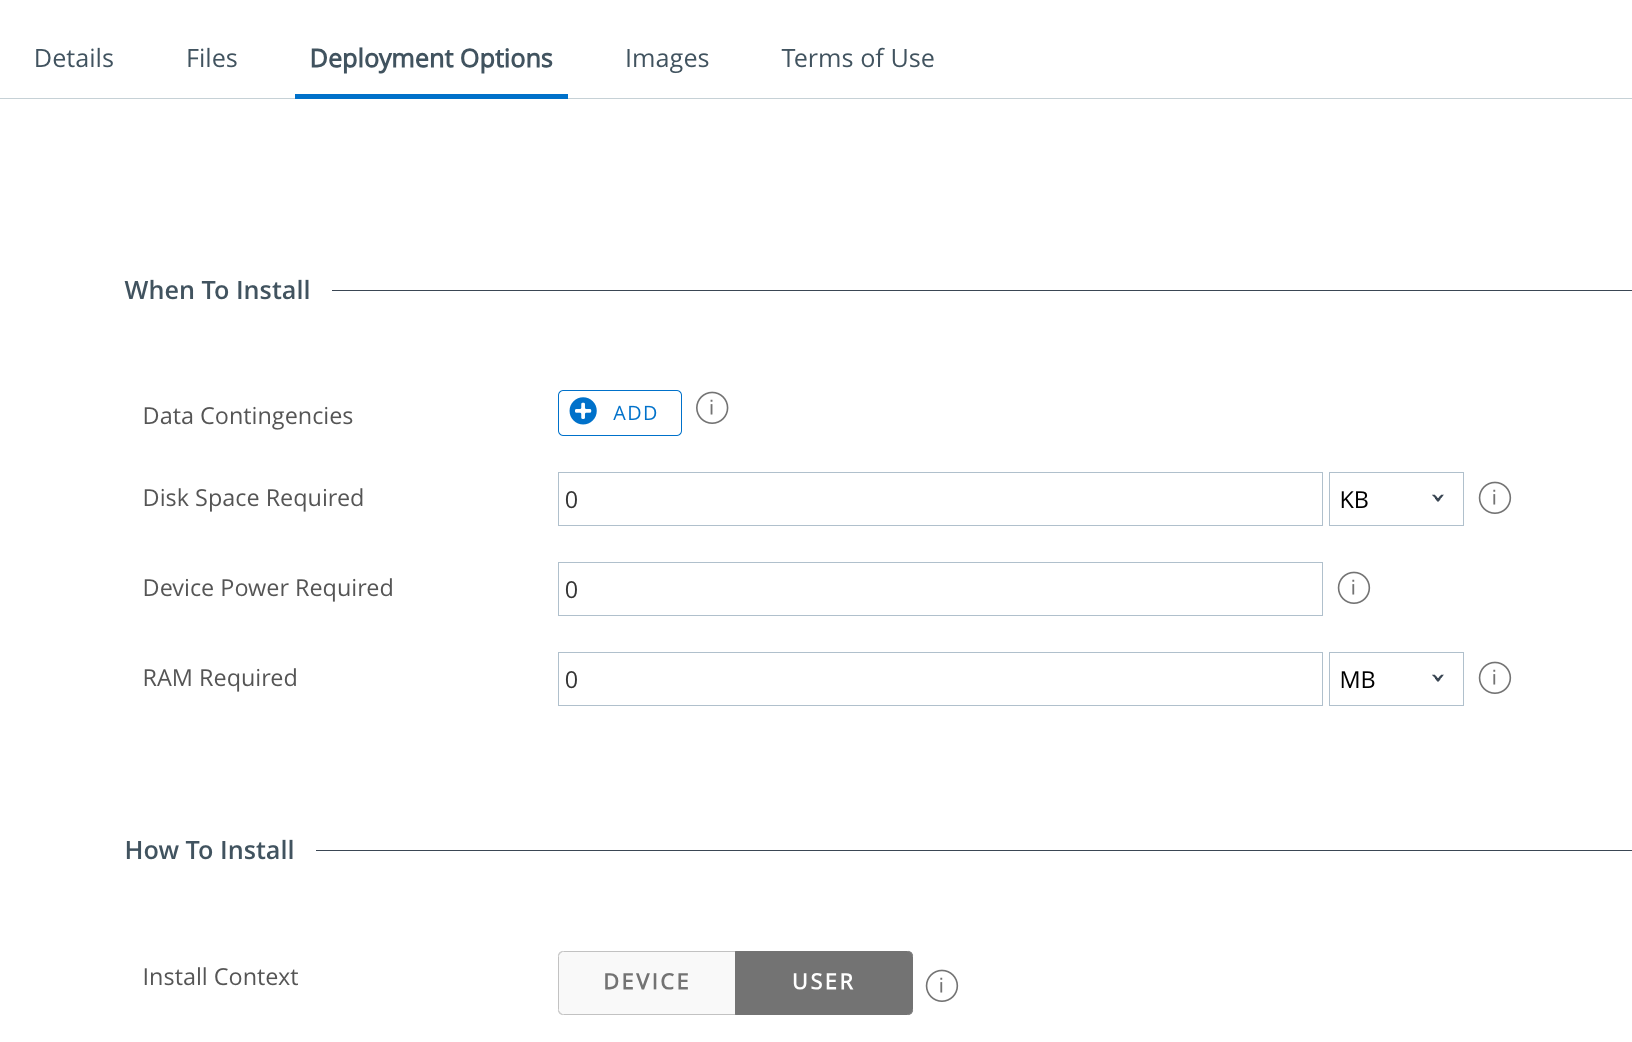 Details Files Deployment Options Images Terms of Use
When To Install
Data Contingencies ADD
Disk Space Required 0 KB
Device Power Required 0
RAM Required 0 MB
How To Install
Install Context DEVICE USER